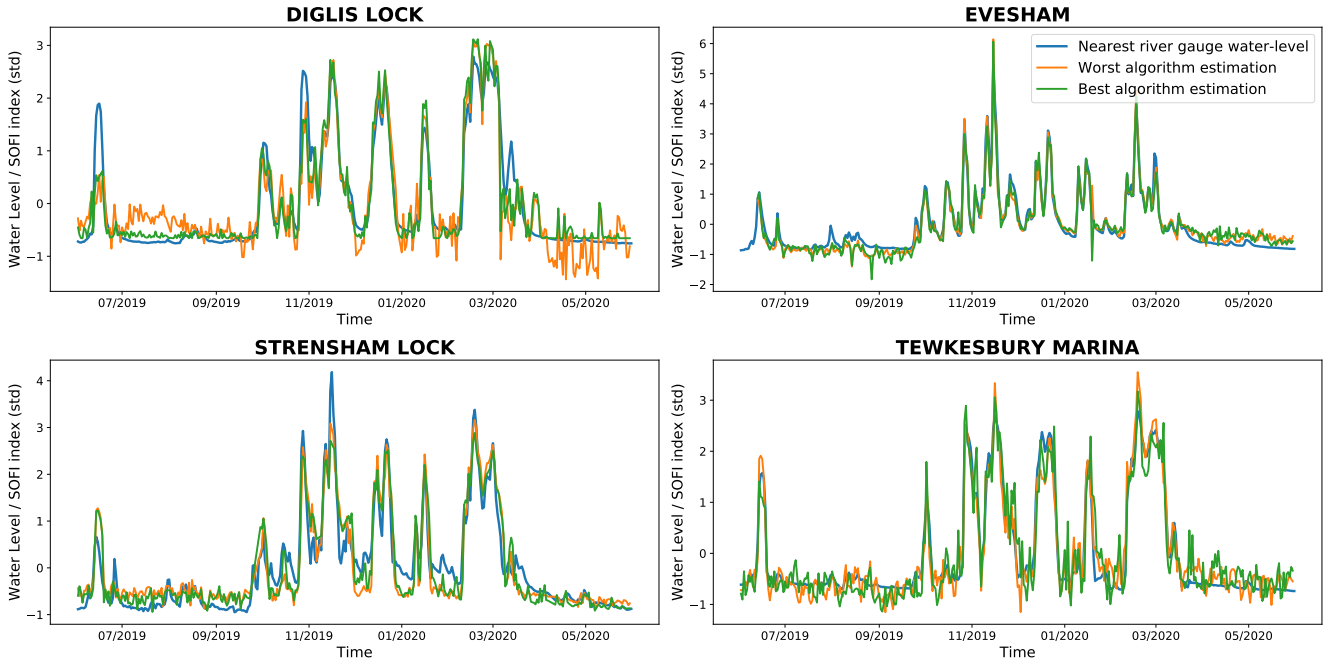 DIGLIS LOCK
Water Level / SOFI index (std)
3
2
1
0
−1
07/2019 09/2019 11/2019 01/2020 03/2020 05/2020
Time
EVESHAM
Water Level / SOFI index (std)
6
5
4
3
2
1
0
−1
−2
Nearest river gauge water-level
Worst algorithm estimation
Best algorithm estimation
07/2019 09/2019 11/2019 01/2020 03/2020 05/2020
Time
STRENSHAM LOCK
Water Level / SOFI index (std)
4
3
2
1
0
−1
07/2019 09/2019 11/2019 01/2020 03/2020 05/2020
Time
TEWKESBURY MARINA
Water Level / SOFI index (std)
3
2
1
0
−1
07/2019 09/2019 11/2019 01/2020 03/2020 05/2020
Time